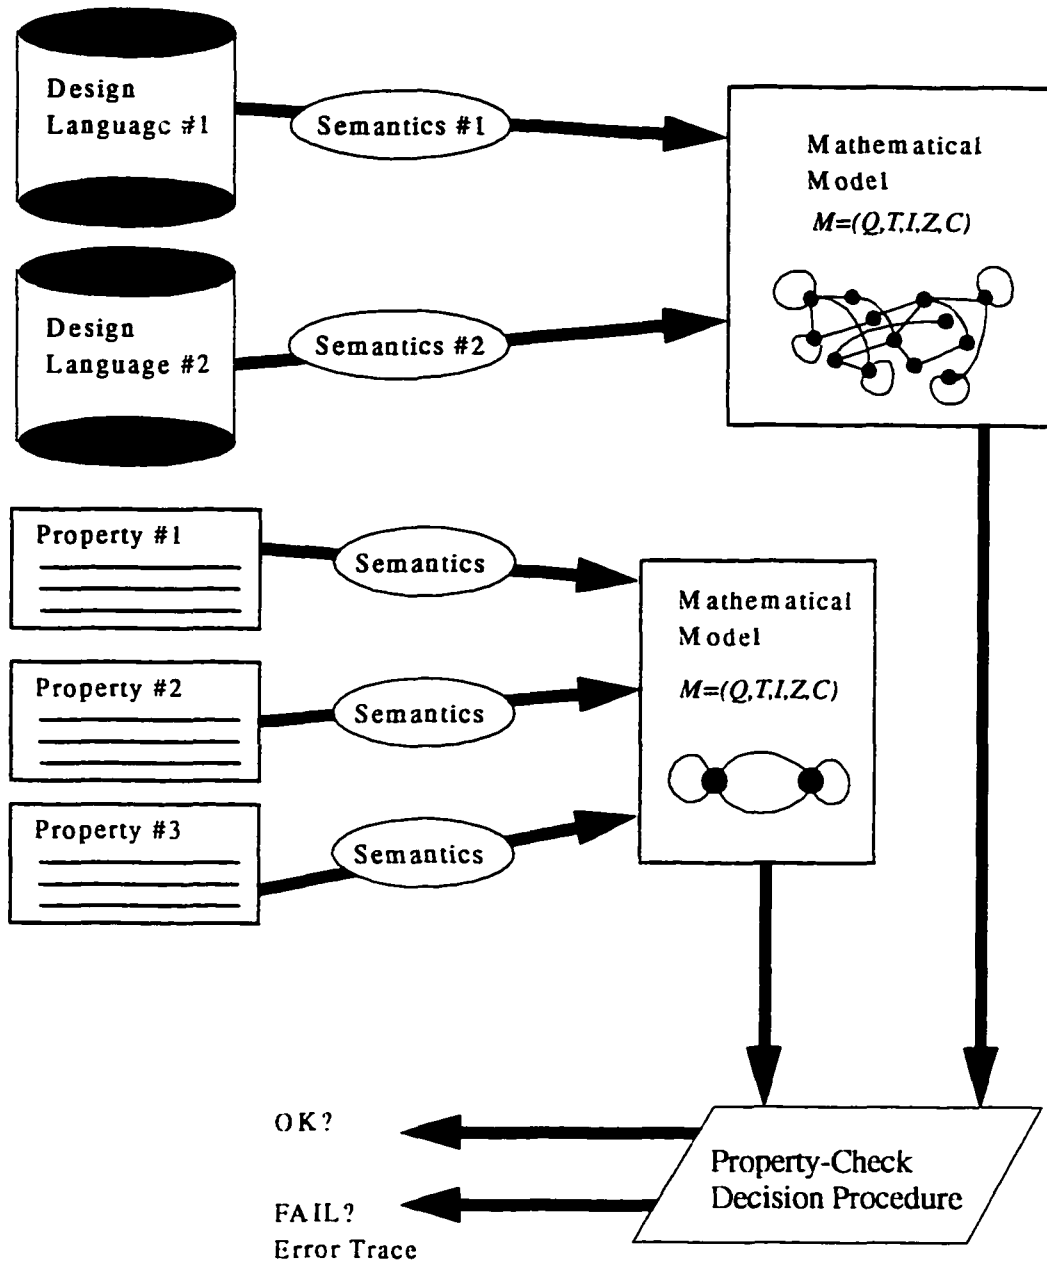 Design
Language #1
Semantics #1
Mathematical
Model
M=(Q,T,I,Z,C)
Design
Language #2
Semantics #2
Property #1
Semantics
Mathematical
Model
M=(Q,T,I,Z,C)
Property #2
Semantics
Property #3
Semantics
OK?
Property-Check
Decision Procedure
FAIL?
Error Trace